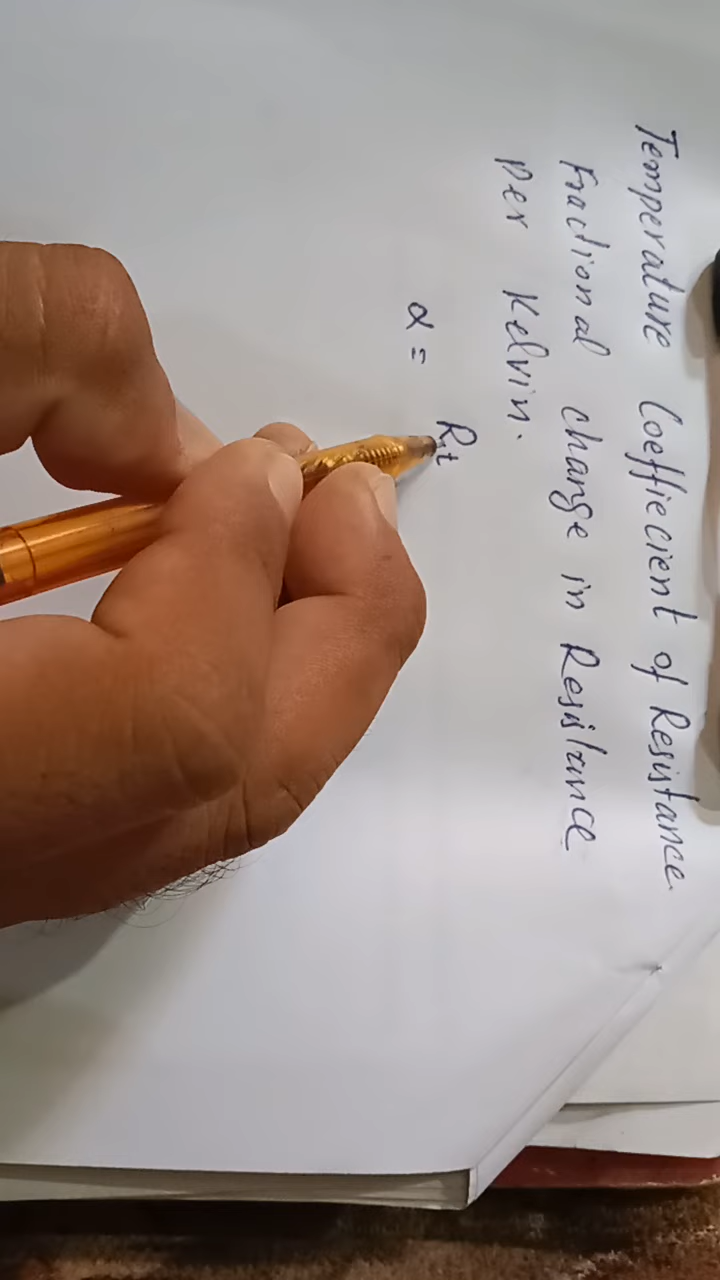 Temperature Coeffiecient of Resistance.
Fractional change in Resistance
per Kelvin.
α = Rt